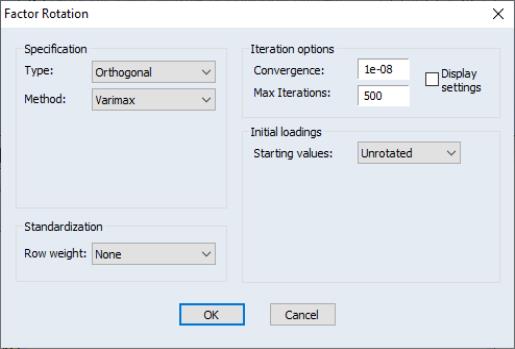 Factor Rotation
Specification
Type: Orthogonal
Method: Varimax
Standardization
Row weight: None
Iteration options
Convergence: 1e-08
Max Iterations: 500
Display settings
Initial loadings
Starting values: Unrotated
OK Cancel